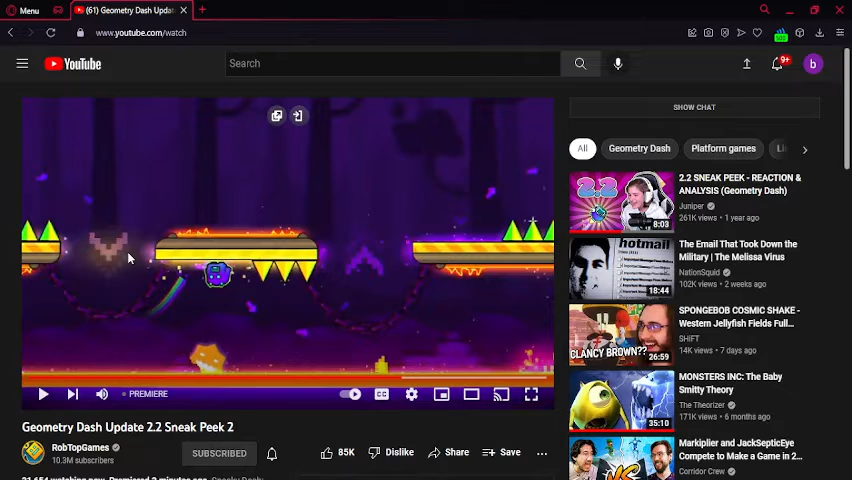 Menu
(61) Geometry Dash Updat
www.youtube.com/watch
500
YouTube
Search
9+
b
SHOW CHAT
All
Geometry Dash
Platform games
2.2 SNEAK PEEK - REACTION &
ANALYSIS (Geometry Dash)
Juniper
261K views • 1 year ago
2.2
8:03
The Email That Took Down the
Military | The Melissa Virus
NationSquid
102K views • 2 weeks ago
hotmail
18:44
SPONGEBOB COSMIC SHAKE -
Western Jellyfish Fields Full...
SHIFT
14K views • 7 days ago
CLANCY BROWN??
26:59
MONSTERS INC: The Baby
Smitty Theory
The Theorizer
171K views • 6 months ago
35:10
Markiplier and JackSepticEye
Compete to Make a Game in 2...
Corridor Crew
VS
PREMIERE
CC
Geometry Dash Update 2.2 Sneak Peek 2
RobTopGames
10.3M subscribers
SUBSCRIBED
85K
Dislike
Share
Save
...